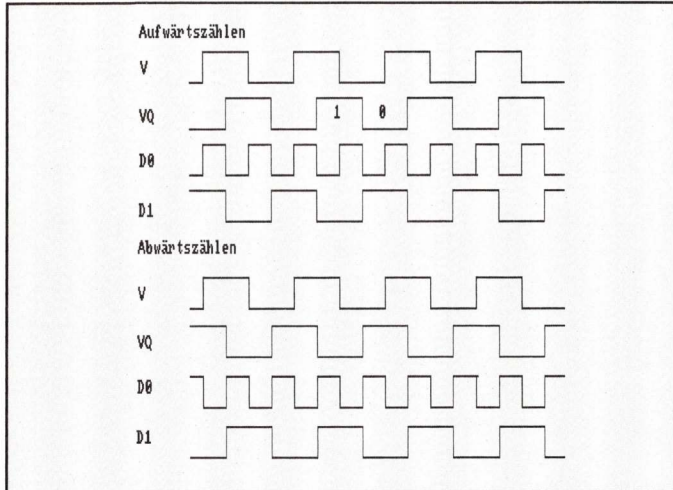 Aufwärtszählen
V
VQ 1 0
D0
D1
Abwärtszählen
V
VQ
D0
D1